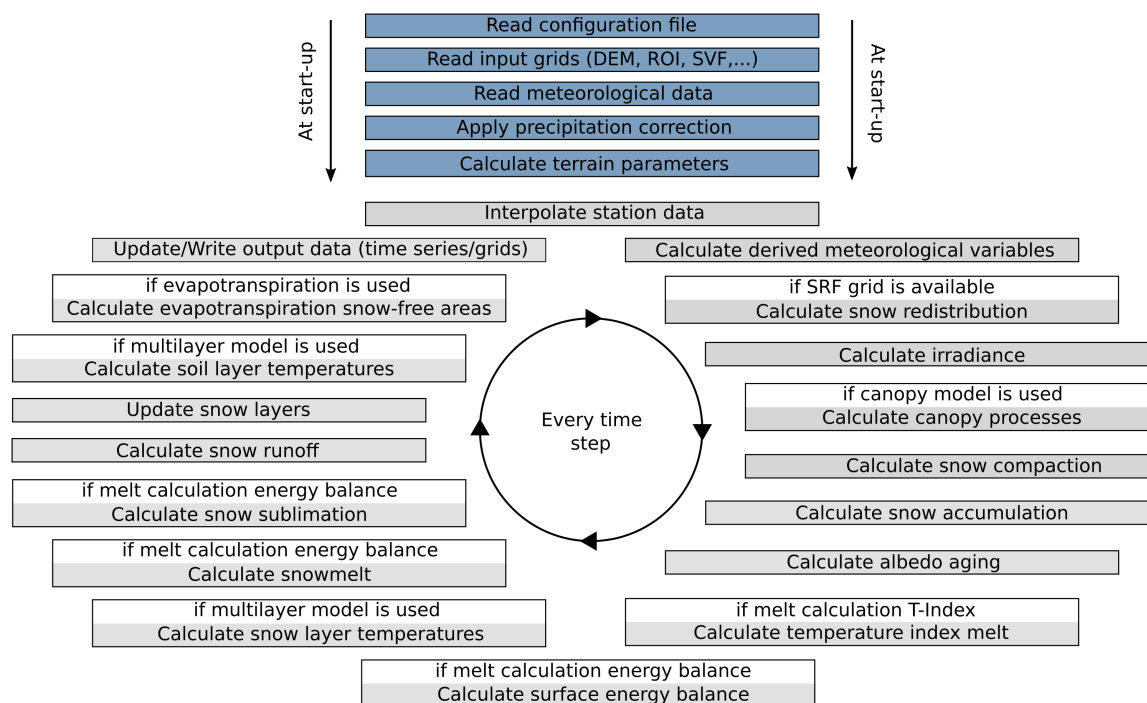 Read configuration file
Read input grids (DEM, ROI, SVF,...)
Read meteorological data
Apply precipitation correction
Calculate terrain parameters
At start-up
At start-up
Interpolate station data
Calculate derived meteorological variables
if SRF grid is available
Calculate snow redistribution
Calculate irradiance
if canopy model is used
Calculate canopy processes
Calculate snow compaction
Calculate snow accumulation
Calculate albedo aging
if melt calculation T-Index
Calculate temperature index melt
if melt calculation energy balance
Calculate surface energy balance
if multilayer model is used
Calculate snow layer temperatures
if melt calculation energy balance
Calculate snowmelt
if melt calculation energy balance
Calculate snow sublimation
Calculate snow runoff
Update snow layers
if multilayer model is used
Calculate soil layer temperatures
if evapotranspiration is used
Calculate evapotranspiration snow-free areas
Update/Write output data (time series/grids)
Every time
step